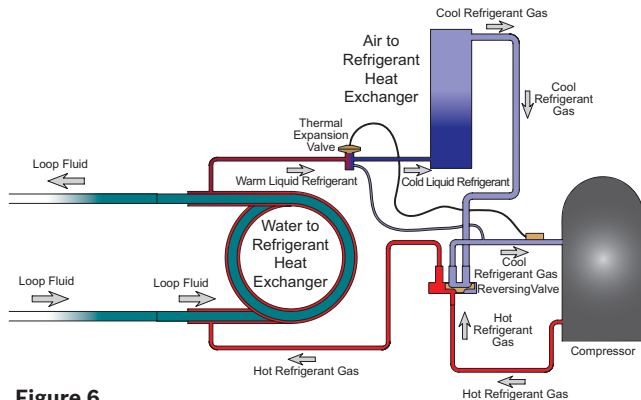 Cool Refrigerant Gas
Air to
Refrigerant
Heat
Exchanger
Cool
Refrigerant
Gas
Thermal
Expansion
Valve
Loop Fluid
Warm Liquid Refrigerant
Cold Liquid Refrigerant
Water to
Refrigerant
Heat
Exchanger
Loop Fluid
Loop Fluid
Cool
Refrigerant Gas
ReversingValve
Hot
Refrigerant
Gas
Compressor
Hot Refrigerant Gas
Hot Refrigerant Gas
Figure 6